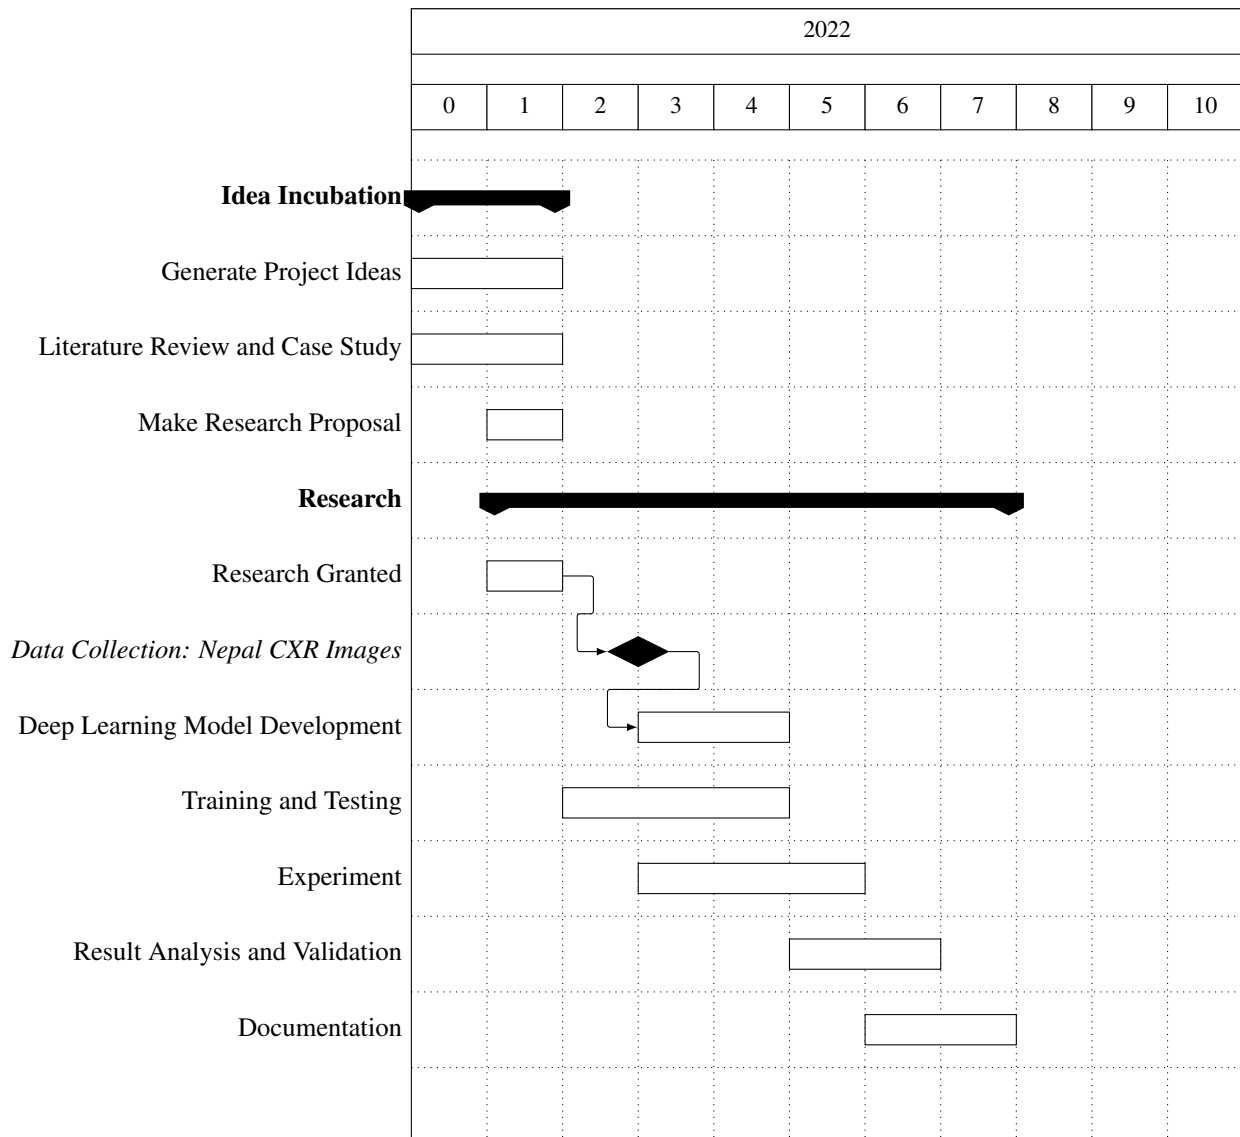 2022
0 1 2 3 4 5 6 7 8 9 10
Idea Incubation
Generate Project Ideas
Literature Review and Case Study
Make Research Proposal
Research
Research Granted
Data Collection: Nepal CXR Images
Deep Learning Model Development
Training and Testing
Experiment
Result Analysis and Validation
Documentation